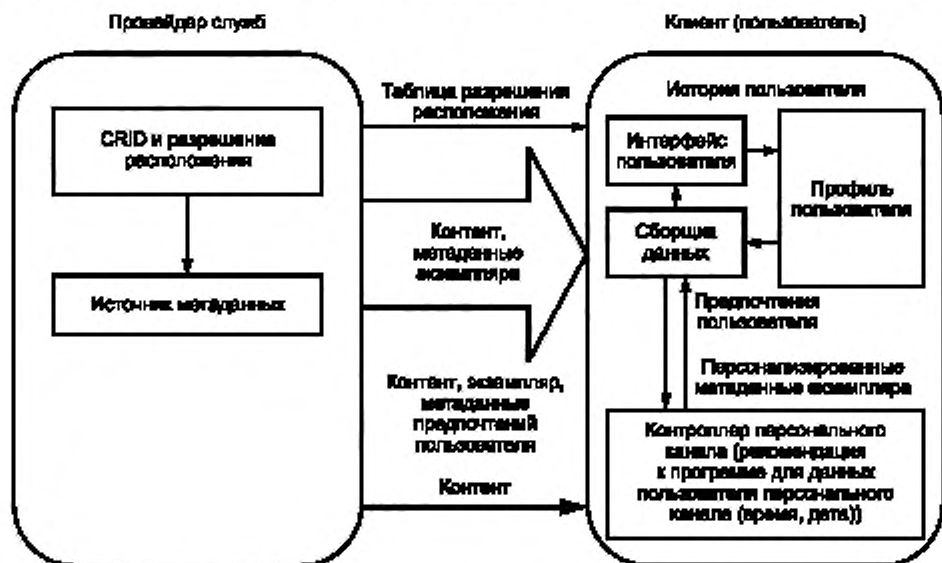 Провайдер служб
Клиент (пользователь)
CRID и разрешение
расположения
Источник метаданных
Таблица разрешения
расположения
Контент,
метаданные
экземпляра
Контент, экземпляр,
метаданные
предпочтений
пользователя
Контент
История пользователя
Интерфейс
пользователя
Профиль
пользователя
Сборщик
данных
Предпочтения
пользователя
Персонализированные
метаданные экземпляра
Контроллер персонального
канала (рекомендация
к программе для данных
пользователя персонального
канала (время, дата))